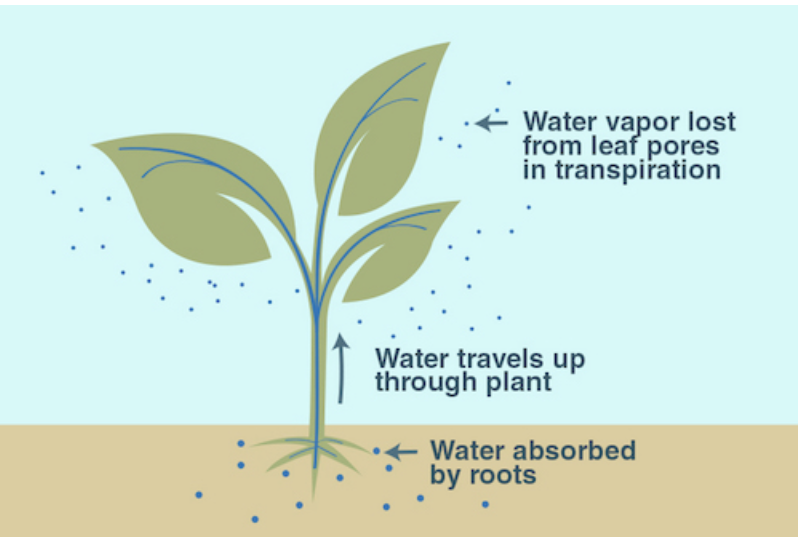 Water vapor lost
from leaf pores
in transpiration
Water travels up
through plant
Water absorbed
by roots